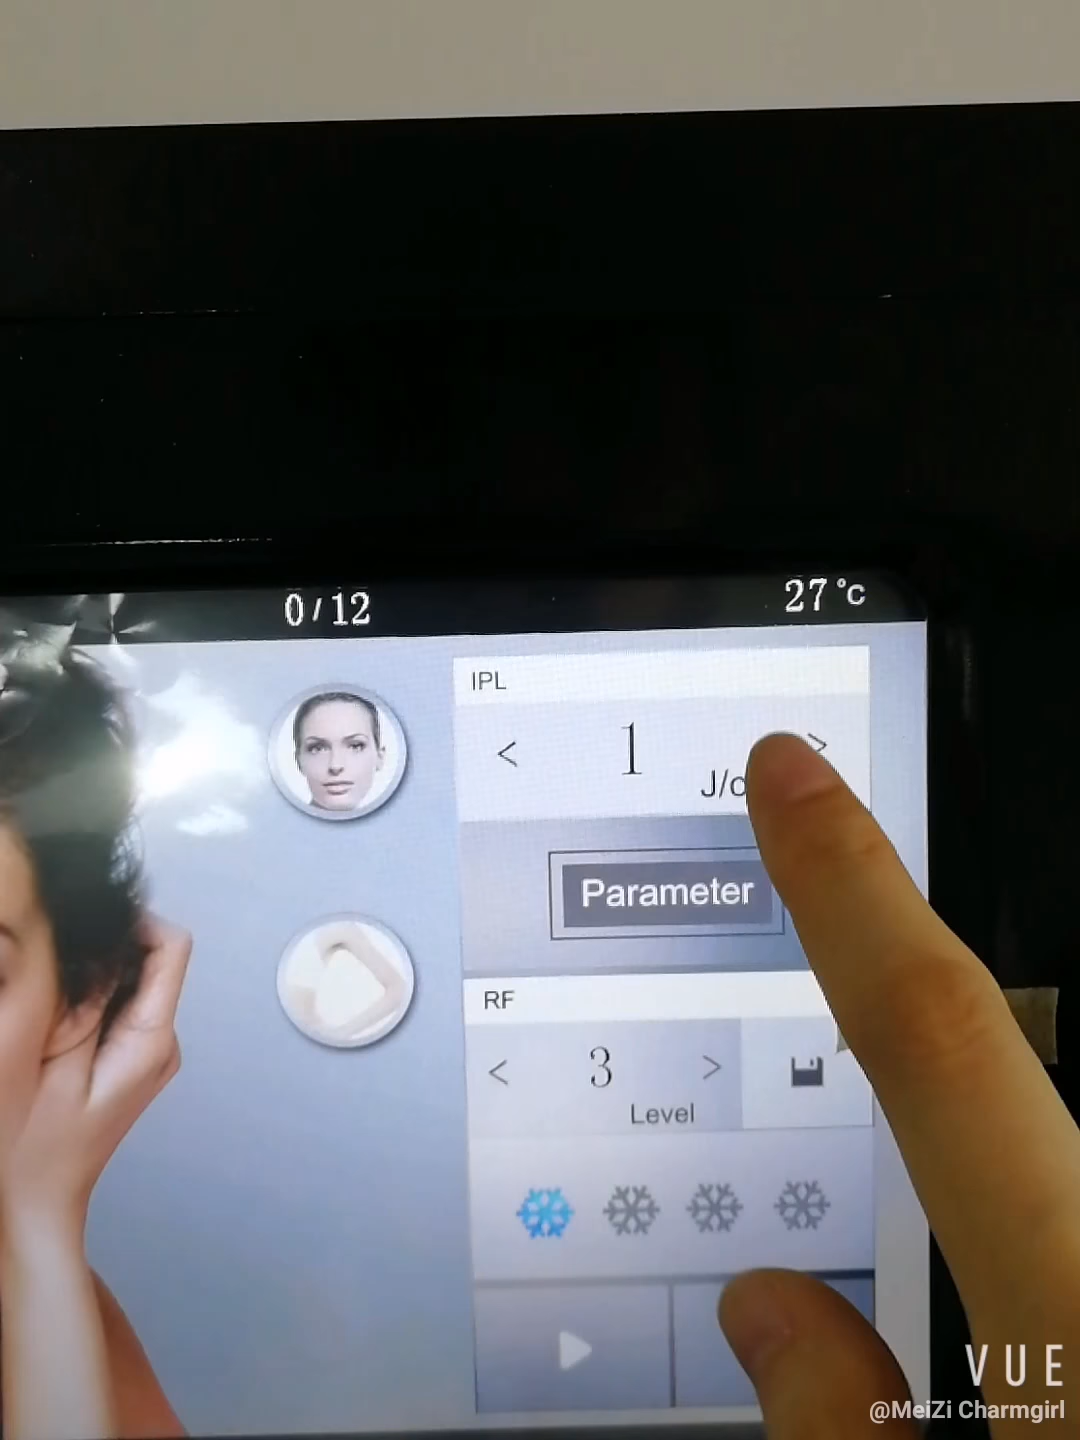 0 / 12
27 °C
IPL
< 1 >
J/c
Parameter
RF
< 3 >
Level
VUE
@MeiZi Charmgirl